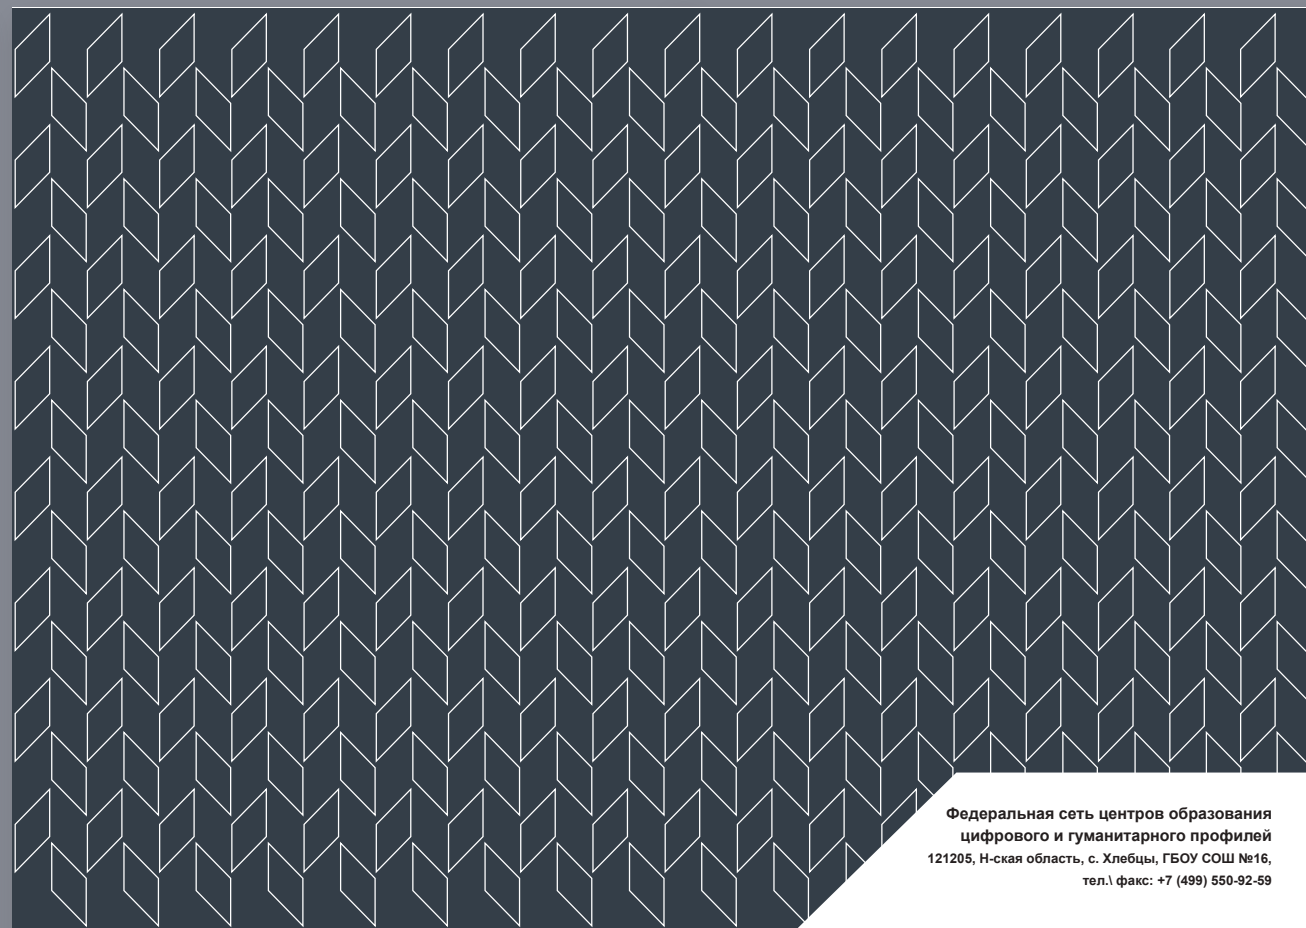 Федеральная сеть центров образования
цифрового и гуманитарного профилей
121205, Н-ская область, с. Хлебцы, ГБОУ СОШ №16,
тел.\ факс: +7 (499) 550-92-59